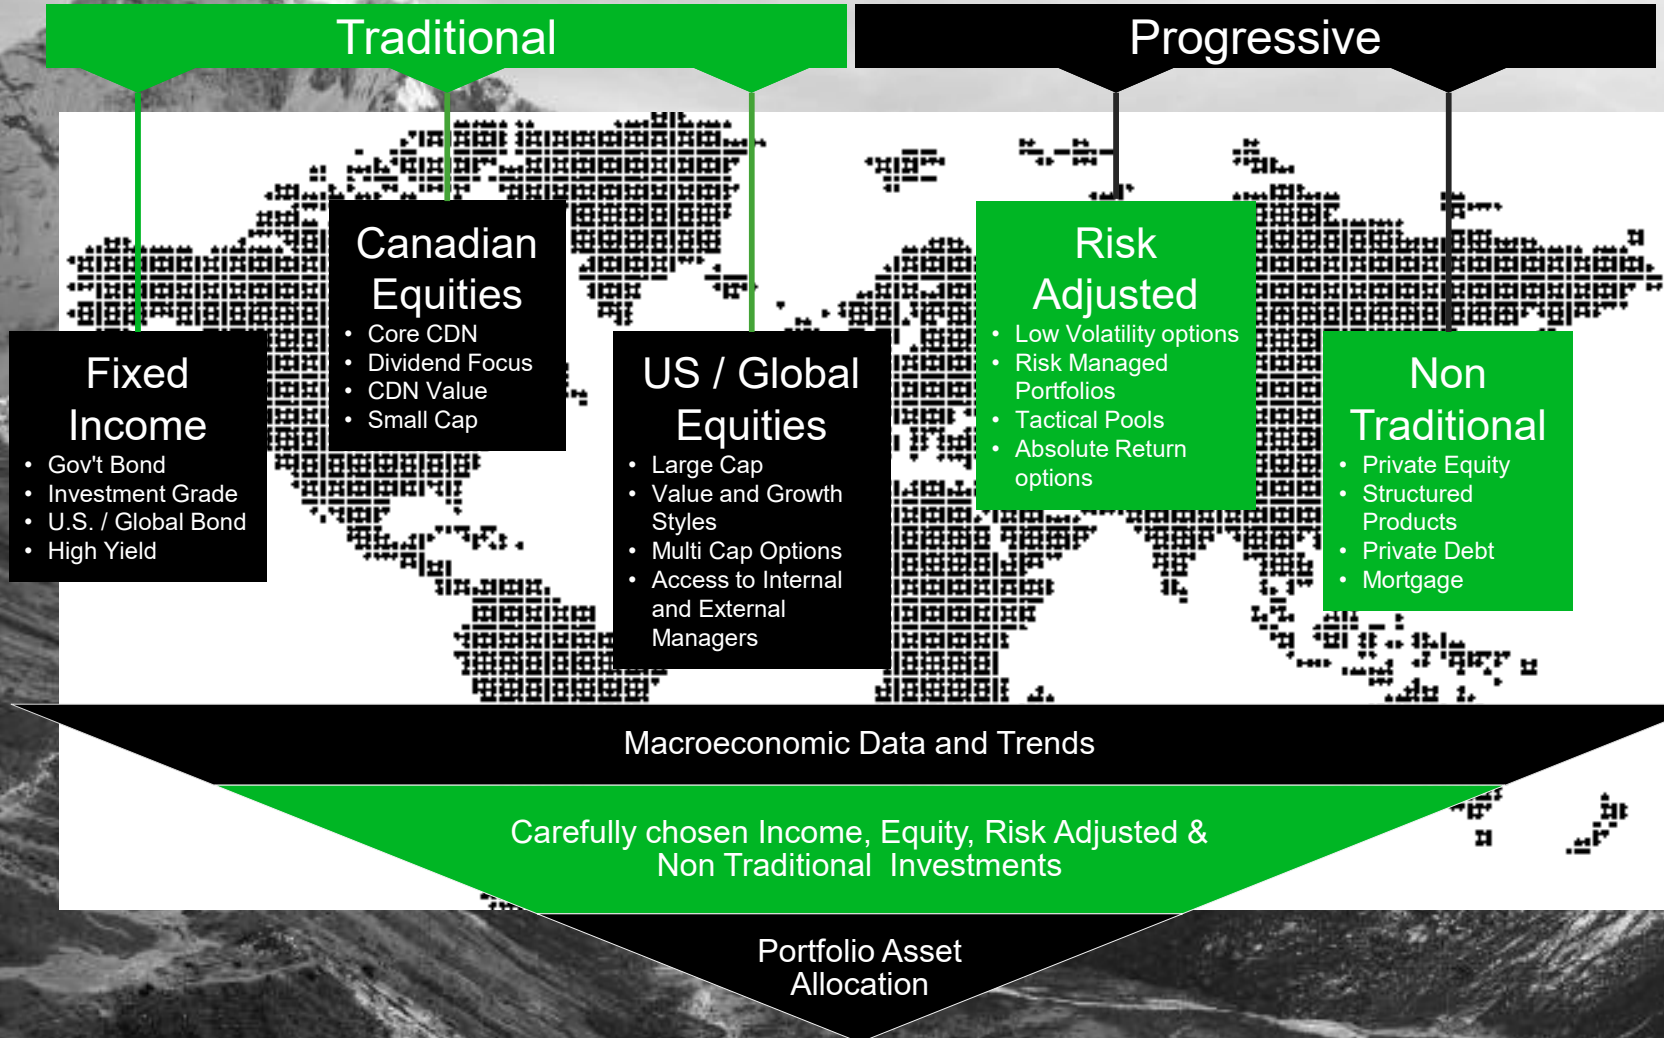 Traditional
Progressive
Fixed
Income
• Gov't Bond
• Investment Grade
• U.S. / Global Bond
• High Yield
Canadian
Equities
• Core CDN
• Dividend Focus
• CDN Value
• Small Cap
US / Global
Equities
• Large Cap
• Value and Growth
Styles
• Multi Cap Options
• Access to Internal
and External
Managers
Risk
Adjusted
• Low Volatility options
• Risk Managed
Portfolios
• Tactical Pools
• Absolute Return
options
Non
Traditional
• Private Equity
• Structured
Products
• Private Debt
• Mortgage
Macroeconomic Data and Trends
Carefully chosen Income, Equity, Risk Adjusted &
Non Traditional  Investments
Portfolio Asset
Allocation